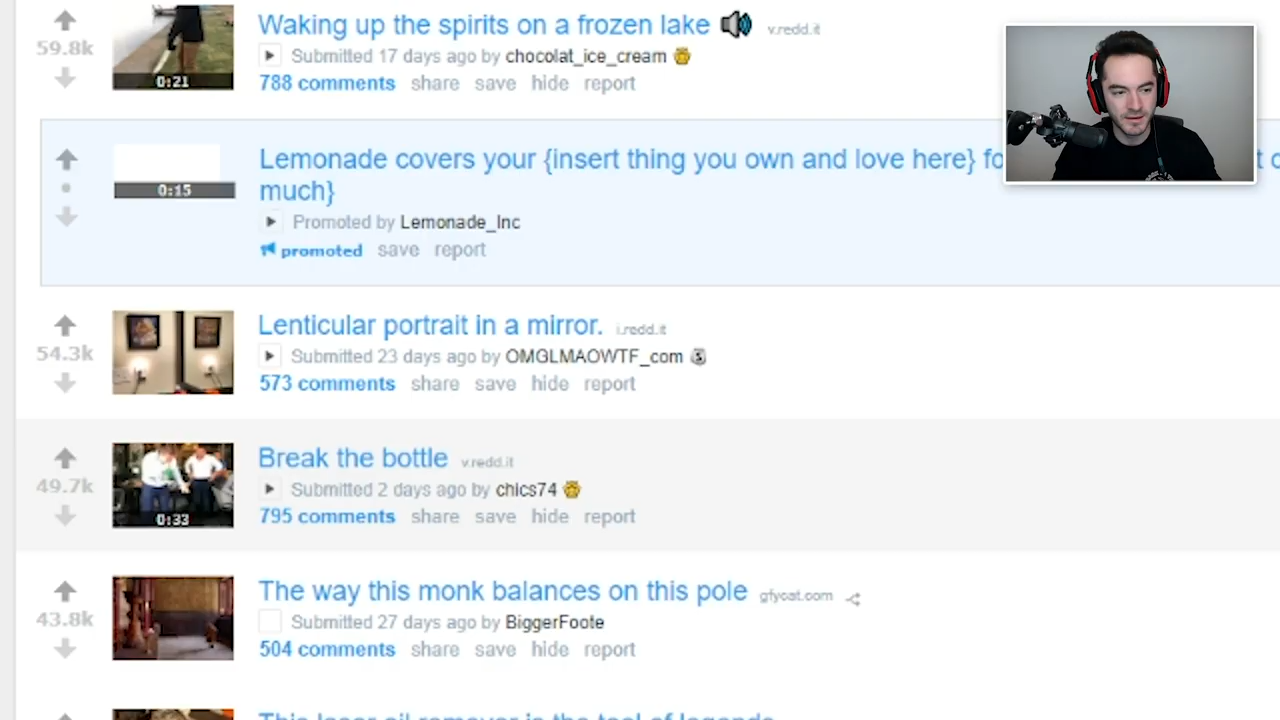 Waking up the spirits on a frozen lake v.redd.it
59.8k
0:21
Submitted 17 days ago by chocolat_ice_cream
788 comments share save hide report
Lemonade covers your {insert thing you own and love here} fo
much}
0:15
Promoted by Lemonade_Inc
promoted save report
Lenticular portrait in a mirror. i.redd.it
54.3k
Submitted 23 days ago by OMGLMAOWTF_com
573 comments share save hide report
Break the bottle v.redd.it
49.7k
0:33
Submitted 2 days ago by chics74
795 comments share save hide report
The way this monk balances on this pole gfycat.com
43.8k
Submitted 27 days ago by BiggerFoote
504 comments share save hide report